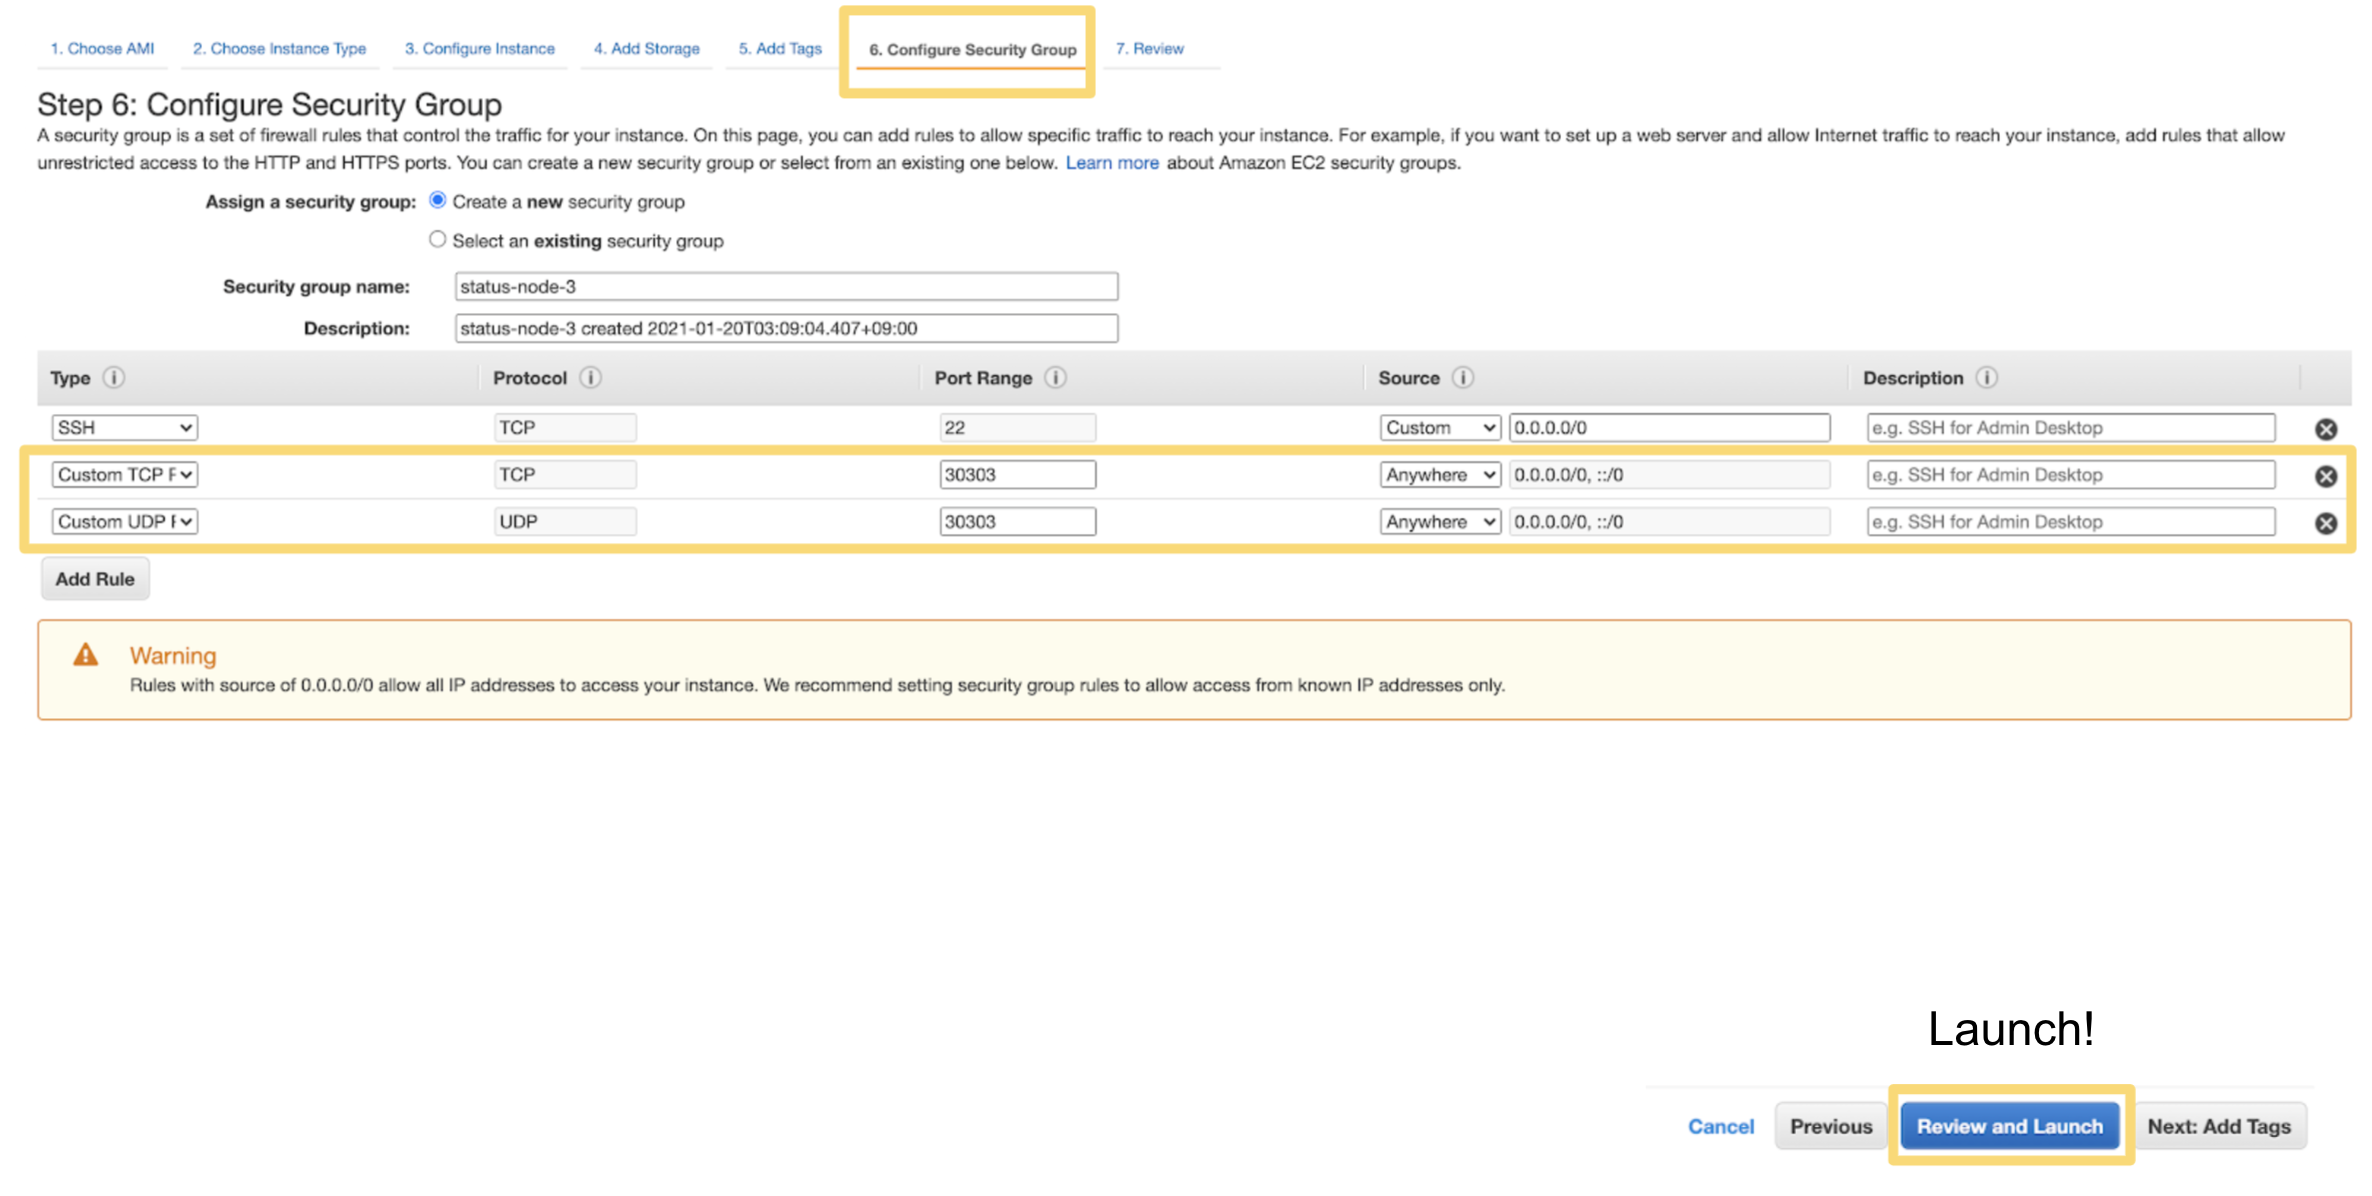 1. Choose AMI 2. Choose Instance Type 3. Configure Instance 4. Add Storage 5. Add Tags 6. Configure Security Group 7. Review
Step 6: Configure Security Group
A security group is a set of firewall rules that control the traffic for your instance. On this page, you can add rules to allow specific traffic to reach your instance. For example, if you want to set up a web server and allow Internet traffic to reach your instance, add rules that allow
unrestricted access to the HTTP and HTTPS ports. You can create a new security group or select from an existing one below. Learn more about Amazon EC2 security groups.
Assign a security group: Create a new security group
Select an existing security group
Security group name: status-node-3
Description: status-node-3 created 2021-01-20T03:09:04.407+09:00
Type Protocol Port Range Source Description
SSH TCP 22 Custom 0.0.0.0/0 e.g. SSH for Admin Desktop
Custom TCP F TCP 30303 Anywhere 0.0.0.0/0, ::/0 e.g. SSH for Admin Desktop
Custom UDP F UDP 30303 Anywhere 0.0.0.0/0, ::/0 e.g. SSH for Admin Desktop
Add Rule
Warning
Rules with source of 0.0.0.0/0 allow all IP addresses to access your instance. We recommend setting security group rules to allow access from known IP addresses only.
Launch!
Cancel Previous Review and Launch Next: Add Tags